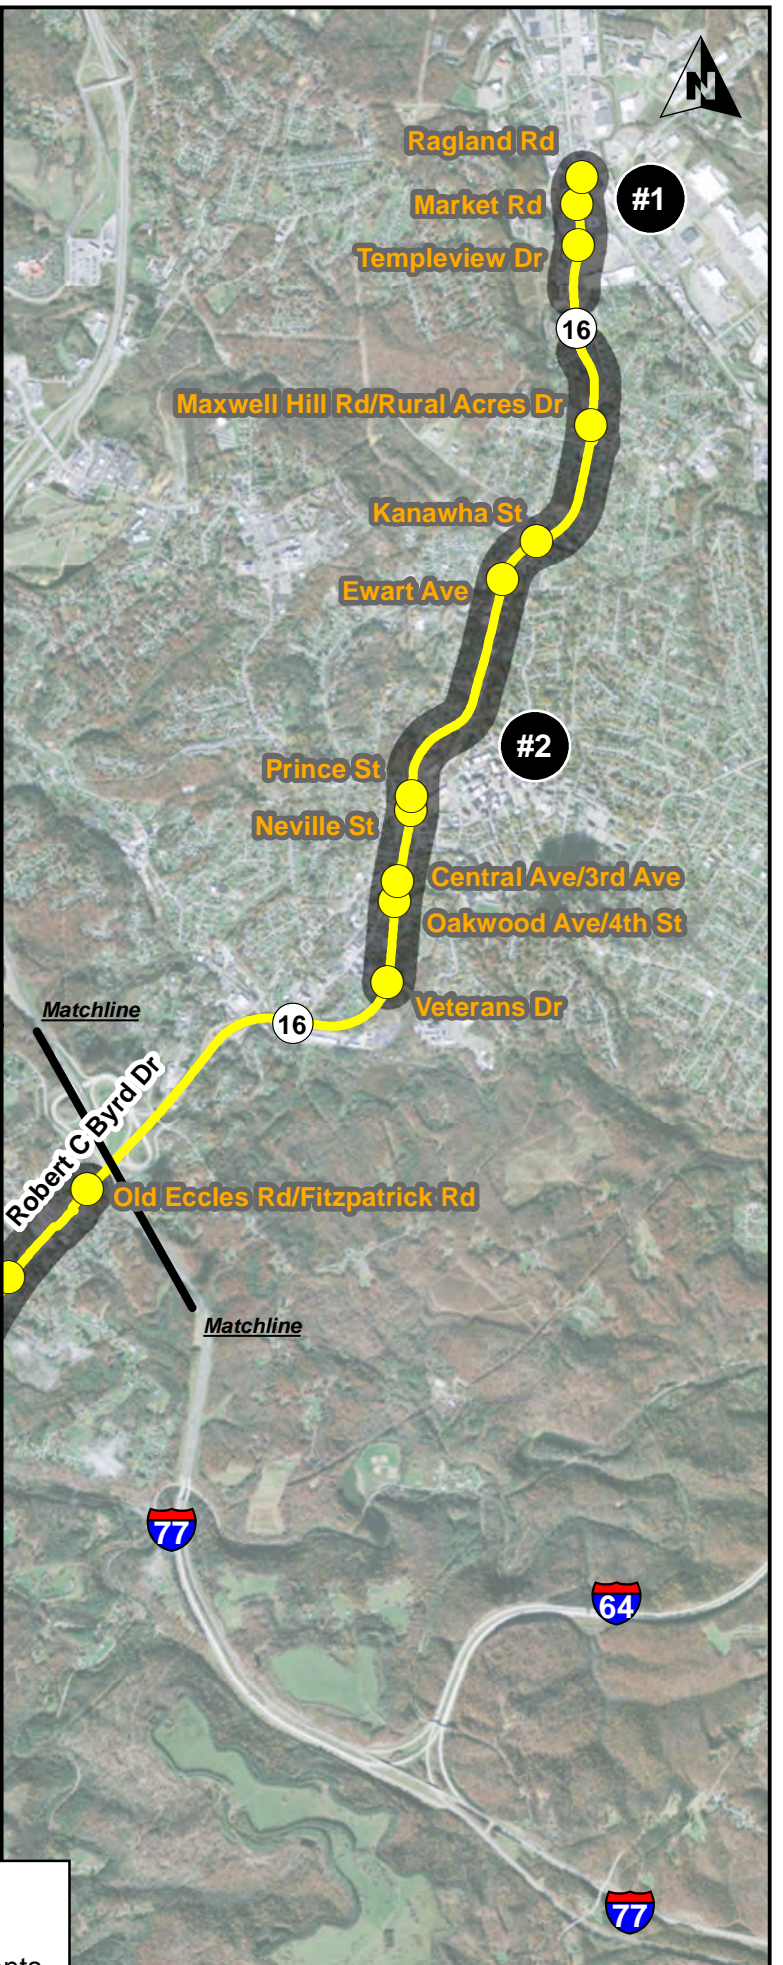 N
Ragland Rd
#1
Market Rd
Templeview Dr
16
Maxwell Hill Rd/Rural Acres Dr
Kanawha St
Ewart Ave
#2
Prince St
Neville St
Central Ave/3rd Ave
Oakwood Ave/4th St
Veterans Dr
Matchline
16
Robert C Byrd Dr
Old Eccles Rd/Fitzpatrick Rd
Matchline
77
64
77